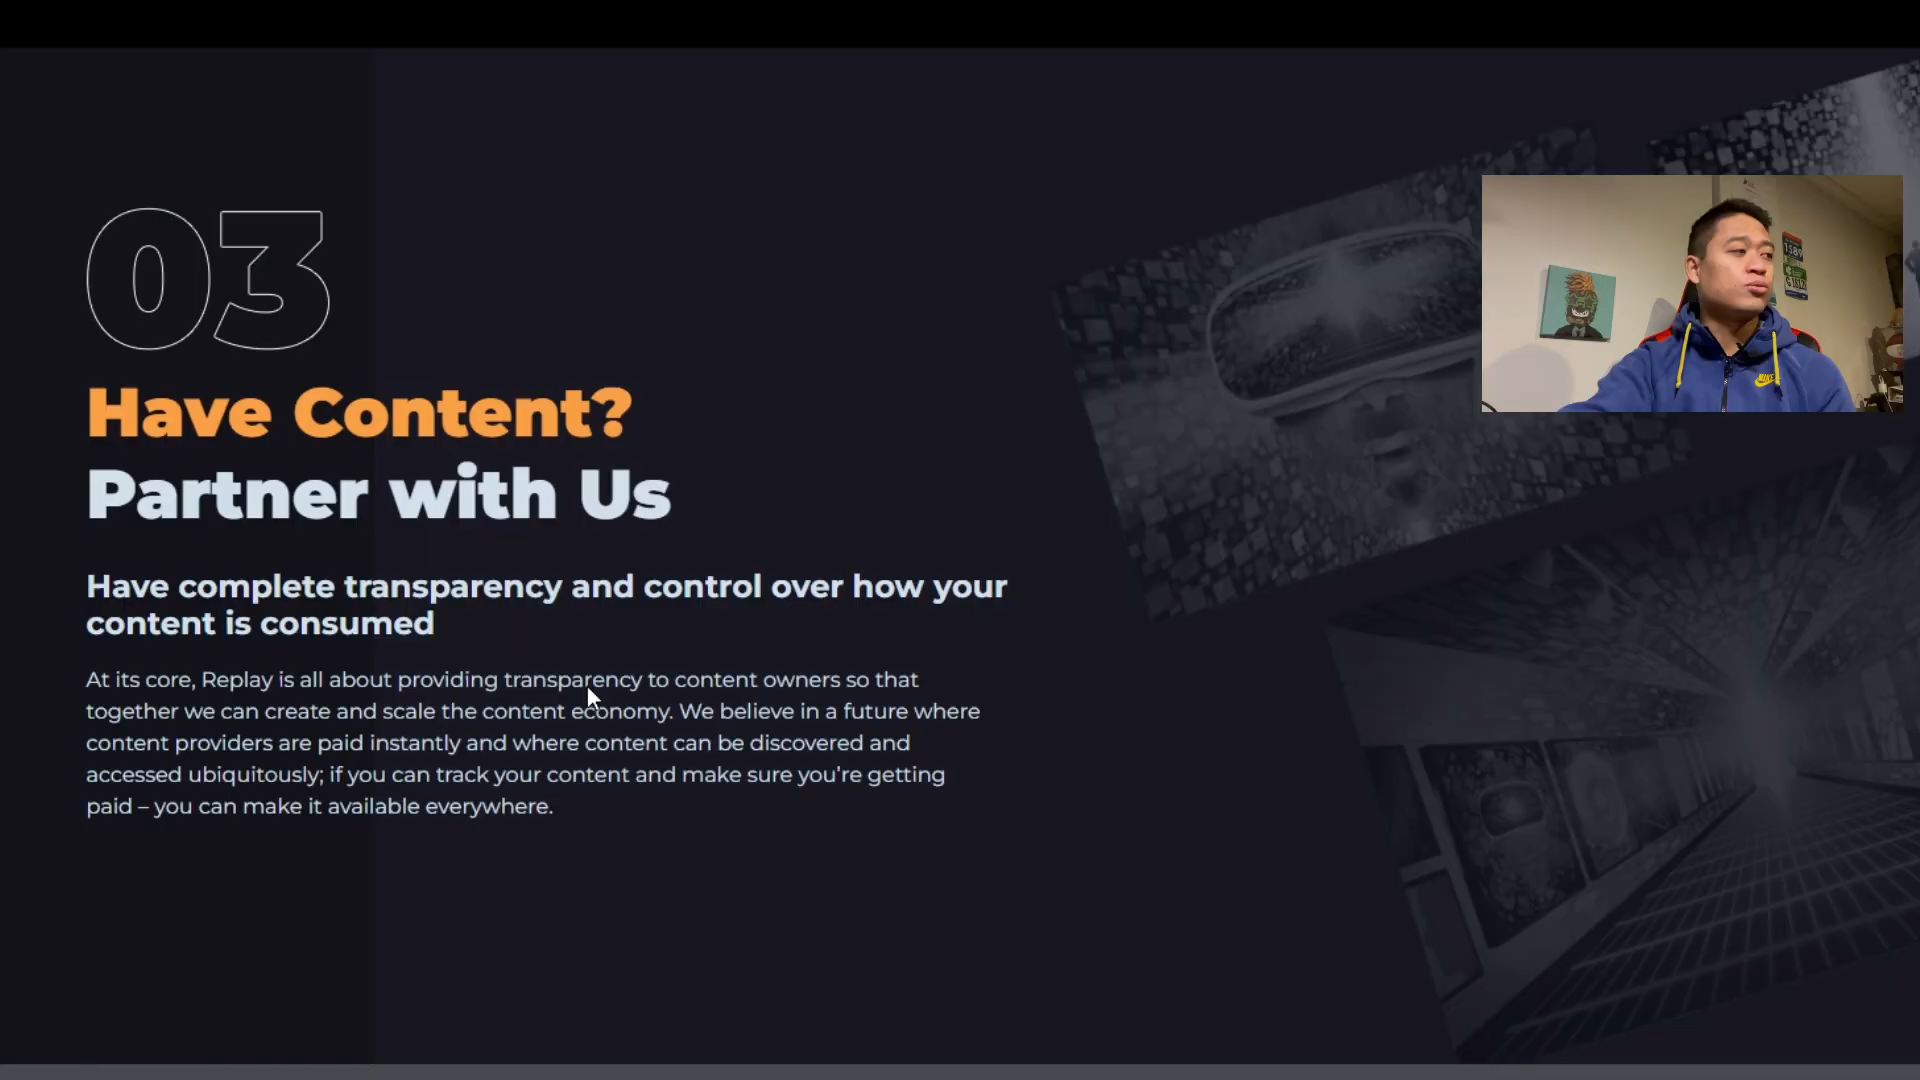 03
Have Content?
Partner with Us
Have complete transparency and control over how your
content is consumed
At its core, Replay is all about providing transparency to content owners so that
together we can create and scale the content economy. We believe in a future where
content providers are paid instantly and where content can be discovered and
accessed ubiquitously; if you can track your content and make sure you're getting
paid – you can make it available everywhere.
1589
NIKE